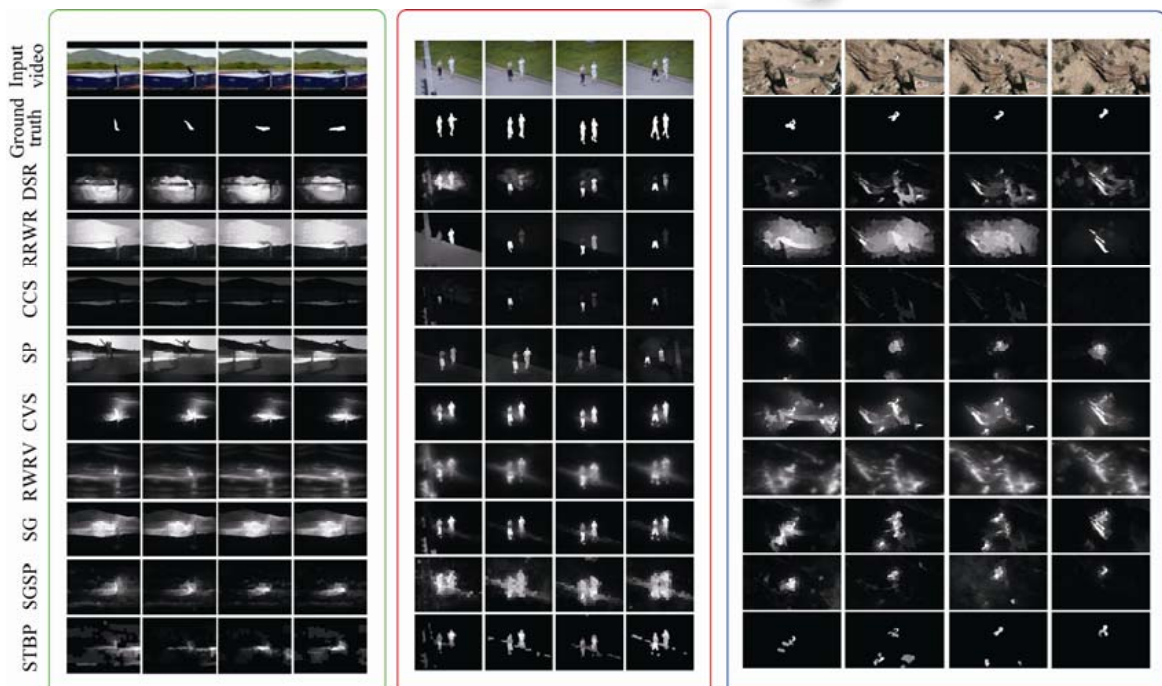 Input
video
Ground
truth
DSR
RRWR
CCS
SP
CVS
RWRV
SG
SGSP
STBP